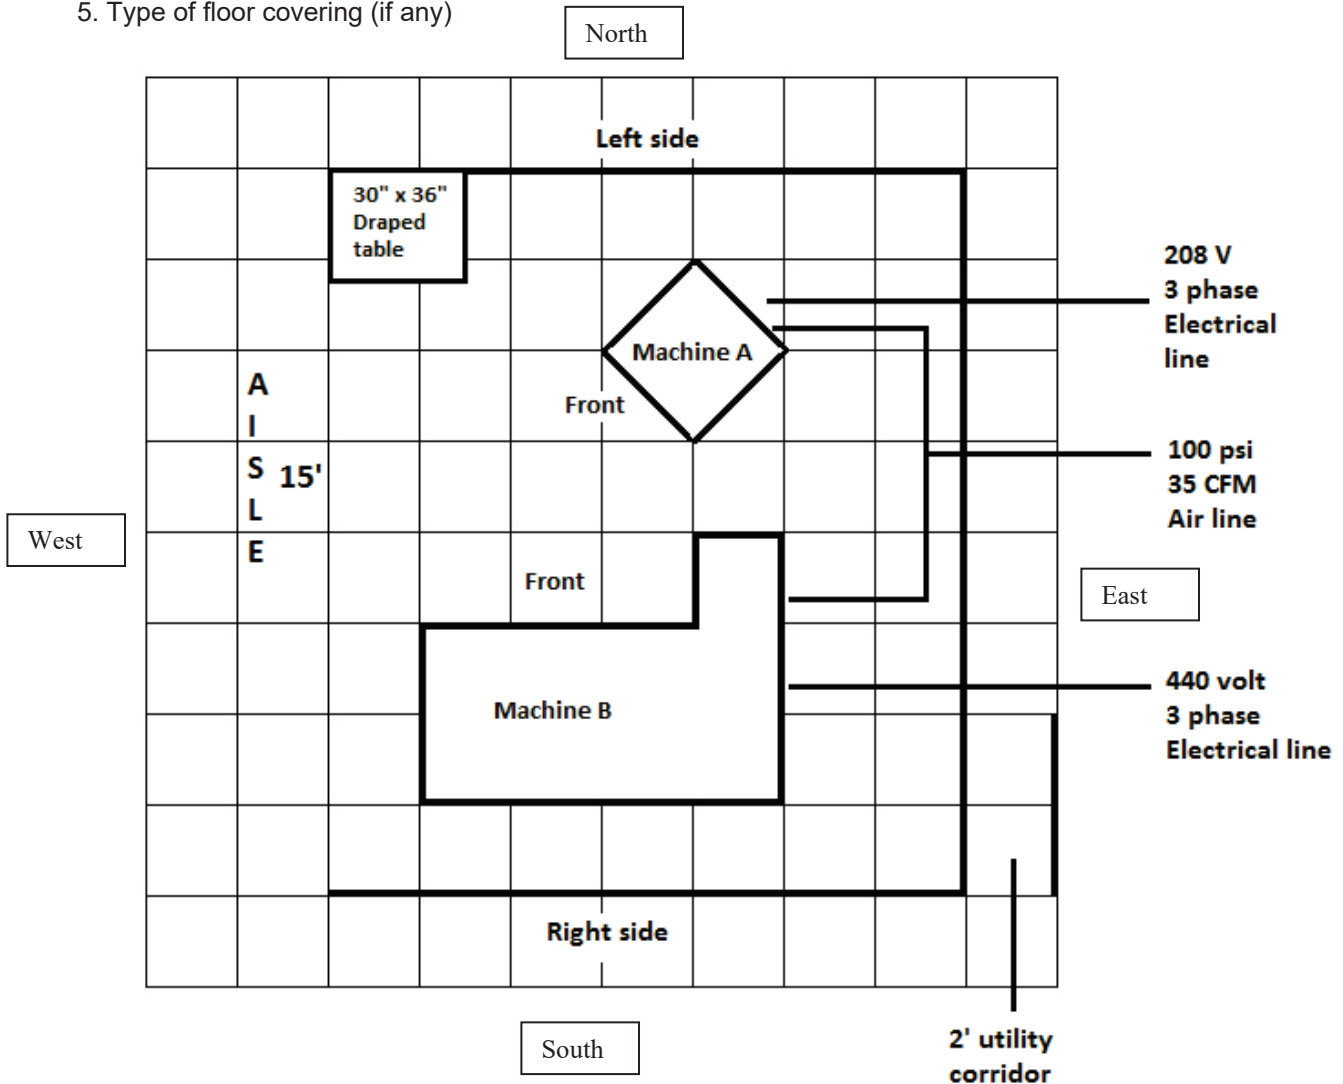 5. Type of floor covering (if any)
North
Left side
30" x 36"
Draped
table
208 V
3 phase
Electrical
line
Machine A
A
I
S
L
E
15'
Front
100 psi
35 CFM
Air line
West
Front
East
440 volt
3 phase
Electrical line
Machine B
Right side
South
2' utility
corridor